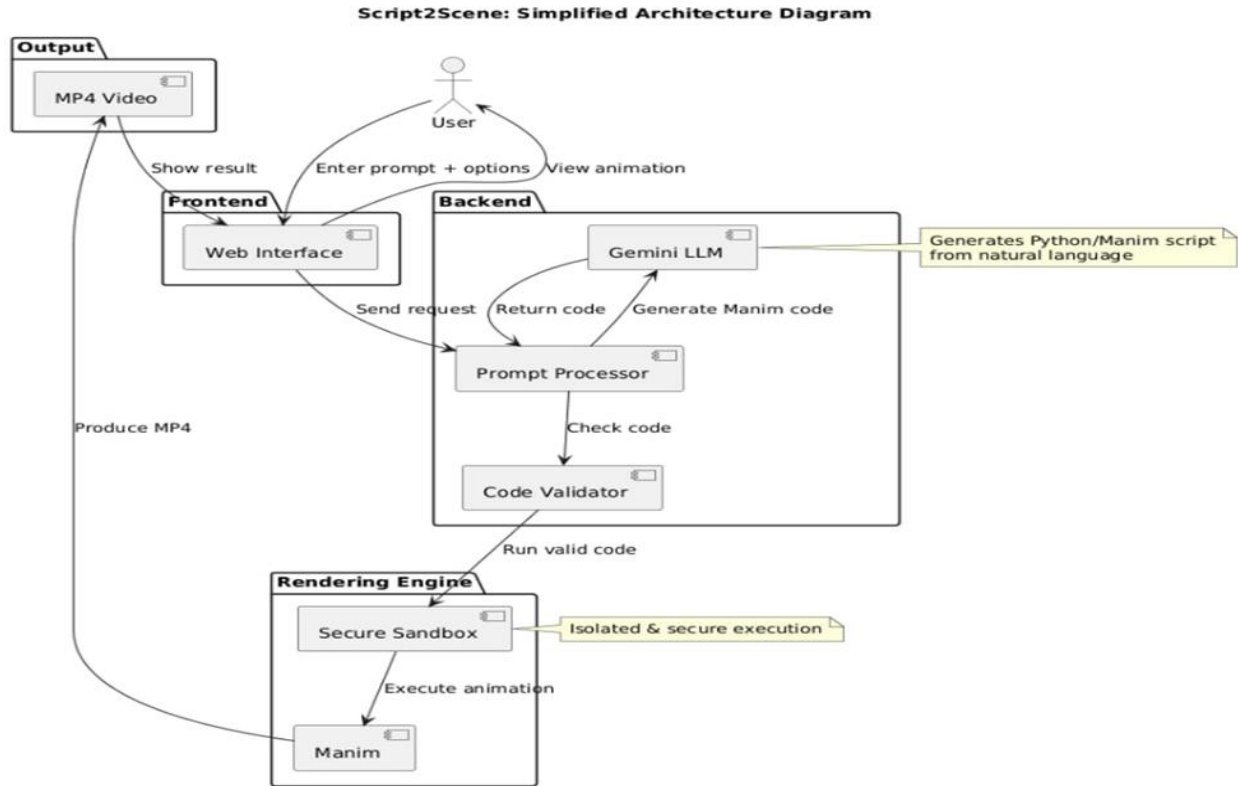 Script2Scene: Simplified Architecture Diagram
Output
MP4 Video
User
Show result
Enter prompt + options
View animation
Frontend
Web Interface
Backend
Gemini LLM
Generates Python/Manim script
from natural language
Send request
Return code
Generate Manim code
Prompt Processor
Produce MP4
Check code
Code Validator
Run valid code
Rendering Engine
Secure Sandbox
Isolated & secure execution
Execute animation
Manim